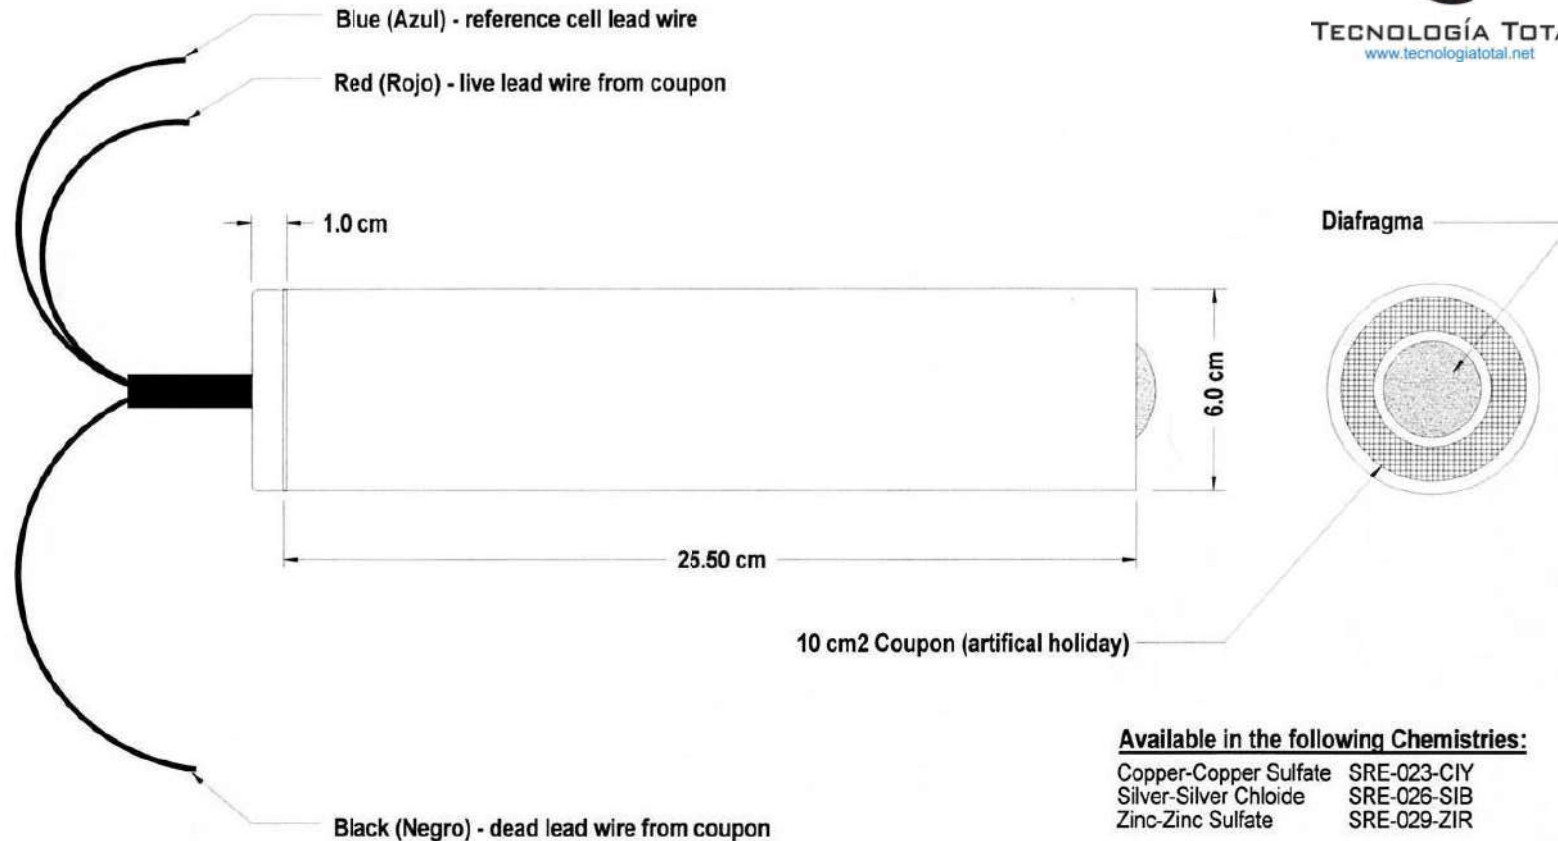 Blue (Azul) - reference cell lead wire
TECNOLOGÍA TOTA
www.tecnologiatotal.net
Red (Rojo) - live lead wire from coupon
1.0 cm
Diafragma
6.0 cm
25.50 cm
10 cm2 Coupon (artifical holiday)
Available in the following Chemistries:
Copper-Copper Sulfate SRE-023-CIY
Silver-Silver Chloide SRE-026-SIB
Zinc-Zinc Sulfate SRE-029-ZIR
Black (Negro) - dead lead wire from coupon